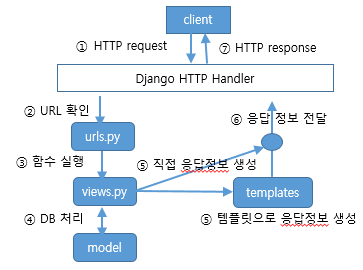 client
① HTTP request
⑦ HTTP response
Django HTTP Handler
② URL 확인
⑥ 응답 정보 전달
urls.py
③ 함수 실행
⑤ 직접 응답정보 생성
views.py
templates
④ DB 처리
⑤ 템플릿으로 응답정보 생성
model